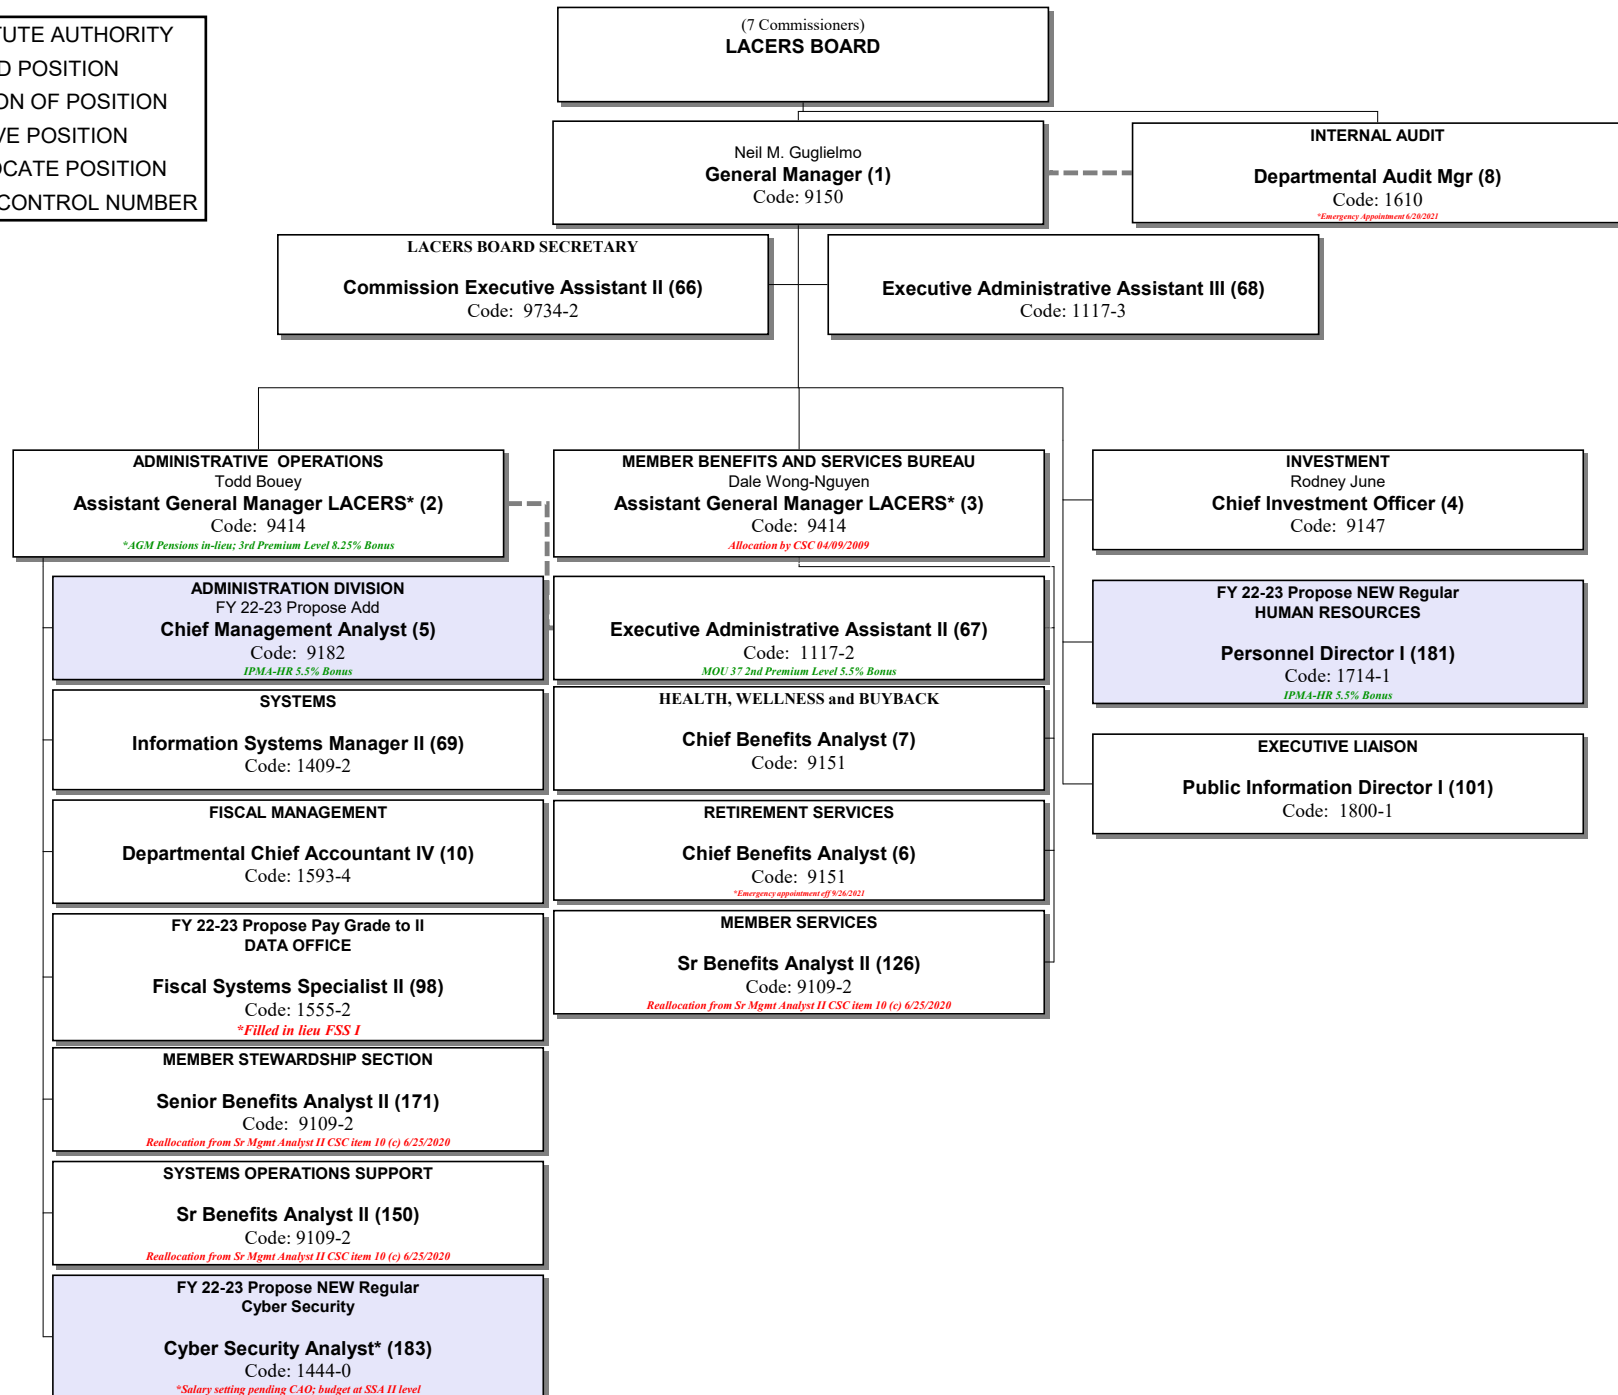 TUTE AUTHORITY
D POSITION
ON OF POSITION
VE POSITION
OCATE POSITION
CONTROL NUMBER
(7 Commissioners)
LACERS BOARD
Neil M. Guglielmo
General Manager (1)
Code: 9150
INTERNAL AUDIT
Departmental Audit Mgr (8)
Code: 1610
*Emergency Appointment 6/20/2021
LACERS BOARD SECRETARY
Commission Executive Assistant II (66)
Code: 9734-2
Executive Administrative Assistant III (68)
Code: 1117-3
ADMINISTRATIVE OPERATIONS
Todd Bouey
Assistant General Manager LACERS* (2)
Code: 9414
*AGM Pensions in-lieu; 3rd Premium Level 8.25% Bonus
ADMINISTRATION DIVISION
FY 22-23 Propose Add
Chief Management Analyst (5)
Code: 9182
IPMA-HR 5.5% Bonus
SYSTEMS
Information Systems Manager II (69)
Code: 1409-2
FISCAL MANAGEMENT
Departmental Chief Accountant IV (10)
Code: 1593-4
FY 22-23 Propose Pay Grade to II
DATA OFFICE
Fiscal Systems Specialist II (98)
Code: 1555-2
*Filled in lieu FSS I
MEMBER STEWARDSHIP SECTION
Senior Benefits Analyst II (171)
Code: 9109-2
Reallocation from Sr Mgmt Analyst II CSC item 10 (c) 6/25/2020
SYSTEMS OPERATIONS SUPPORT
Sr Benefits Analyst II (150)
Code: 9109-2
Reallocation from Sr Mgmt Analyst II CSC item 10 (c) 6/25/2020
FY 22-23 Propose NEW Regular
Cyber Security
Cyber Security Analyst* (183)
Code: 1444-0
*Salary setting pending CAO; budget at SSA II level
MEMBER BENEFITS AND SERVICES BUREAU
Dale Wong-Nguyen
Assistant General Manager LACERS* (3)
Code: 9414
Allocation by CSC 04/09/2009
Executive Administrative Assistant II (67)
Code: 1117-2
MOU 37 2nd Premium Level 5.5% Bonus
HEALTH, WELLNESS and BUYBACK
Chief Benefits Analyst (7)
Code: 9151
RETIREMENT SERVICES
Chief Benefits Analyst (6)
Code: 9151
*Emergency appointment eff 9/26/2021
MEMBER SERVICES
Sr Benefits Analyst II (126)
Code: 9109-2
Reallocation from Sr Mgmt Analyst II CSC item 10 (c) 6/25/2020
INVESTMENT
Rodney June
Chief Investment Officer (4)
Code: 9147
FY 22-23 Propose NEW Regular
HUMAN RESOURCES
Personnel Director I (181)
Code: 1714-1
IPMA-HR 5.5% Bonus
EXECUTIVE LIAISON
Public Information Director I (101)
Code: 1800-1